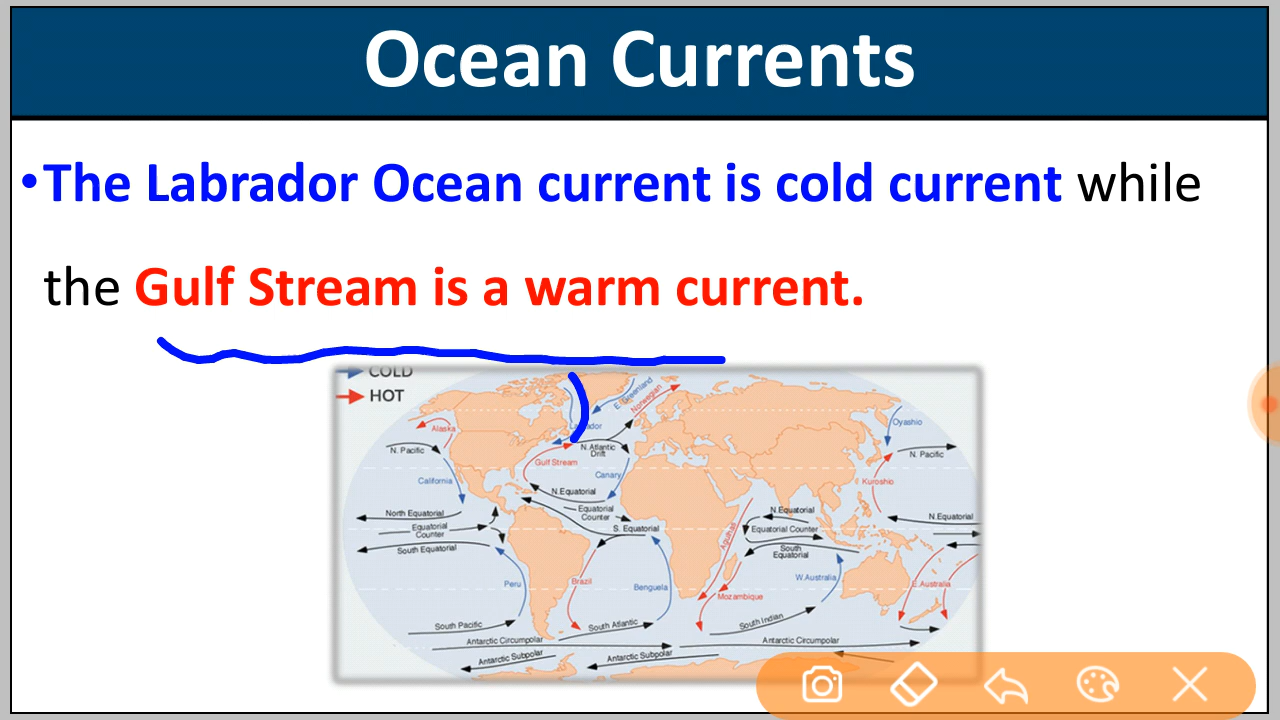 Ocean Currents
•The Labrador Ocean current is cold current while
the Gulf Stream is a warm current.
COLD
HOT
E. Greenland
Norwegian
Alaska
Oyashio
N. Pacific
N. Atlantic
Drift
N. Pacific
Gulf Stream
California
Canary
Kuroshio
N.Equatorial
North Equatorial
Equatorial
Counter
N.Equatorial
N.Equatorial
Equatorial
Counter
S. Equatorial
Equatorial Counter
South Equatorial
South
Equatorial
Agulhas
Peru
Brazil
Benguela
W.Australia
E.Australia
Mozambique
South Pacific
South Atlantic
South Indian
Antarctic Circumpolar
Antarctic Circumpolar
Antarctic Subpolar
Antarctic Subpolar